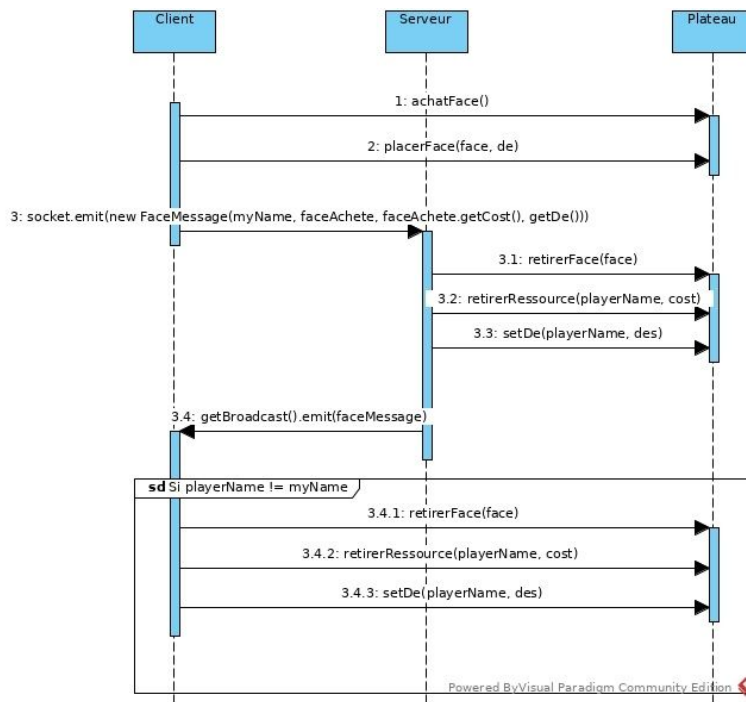 Client
Serveur
Plateau
1: achatFace()
2: placerFace(face, de)
3: socket.emit(new FaceMessage(myName, faceAchete, faceAchete.getCost(), getDe()))
3.1: retirerFace(face)
3.2: retirerRessource(playerName, cost)
3.3: setDe(playerName, des)
3.4: getBroadcast().emit(faceMessage)
sd Si playerName != myName
3.4.1: retirerFace(face)
3.4.2: retirerRessource(playerName, cost)
3.4.3: setDe(playerName, des)
Powered ByVisual Paradigm Community Edition